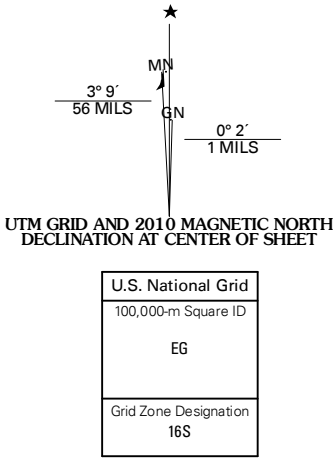 MN
3° 9´
56 MILS
GN
0° 2´
1 MILS
UTM GRID AND 2010 MAGNETIC NORTH
DECLINATION AT CENTER OF SHEET
U.S. National Grid
100,000-m Square ID
EG
Grid Zone Designation
16S